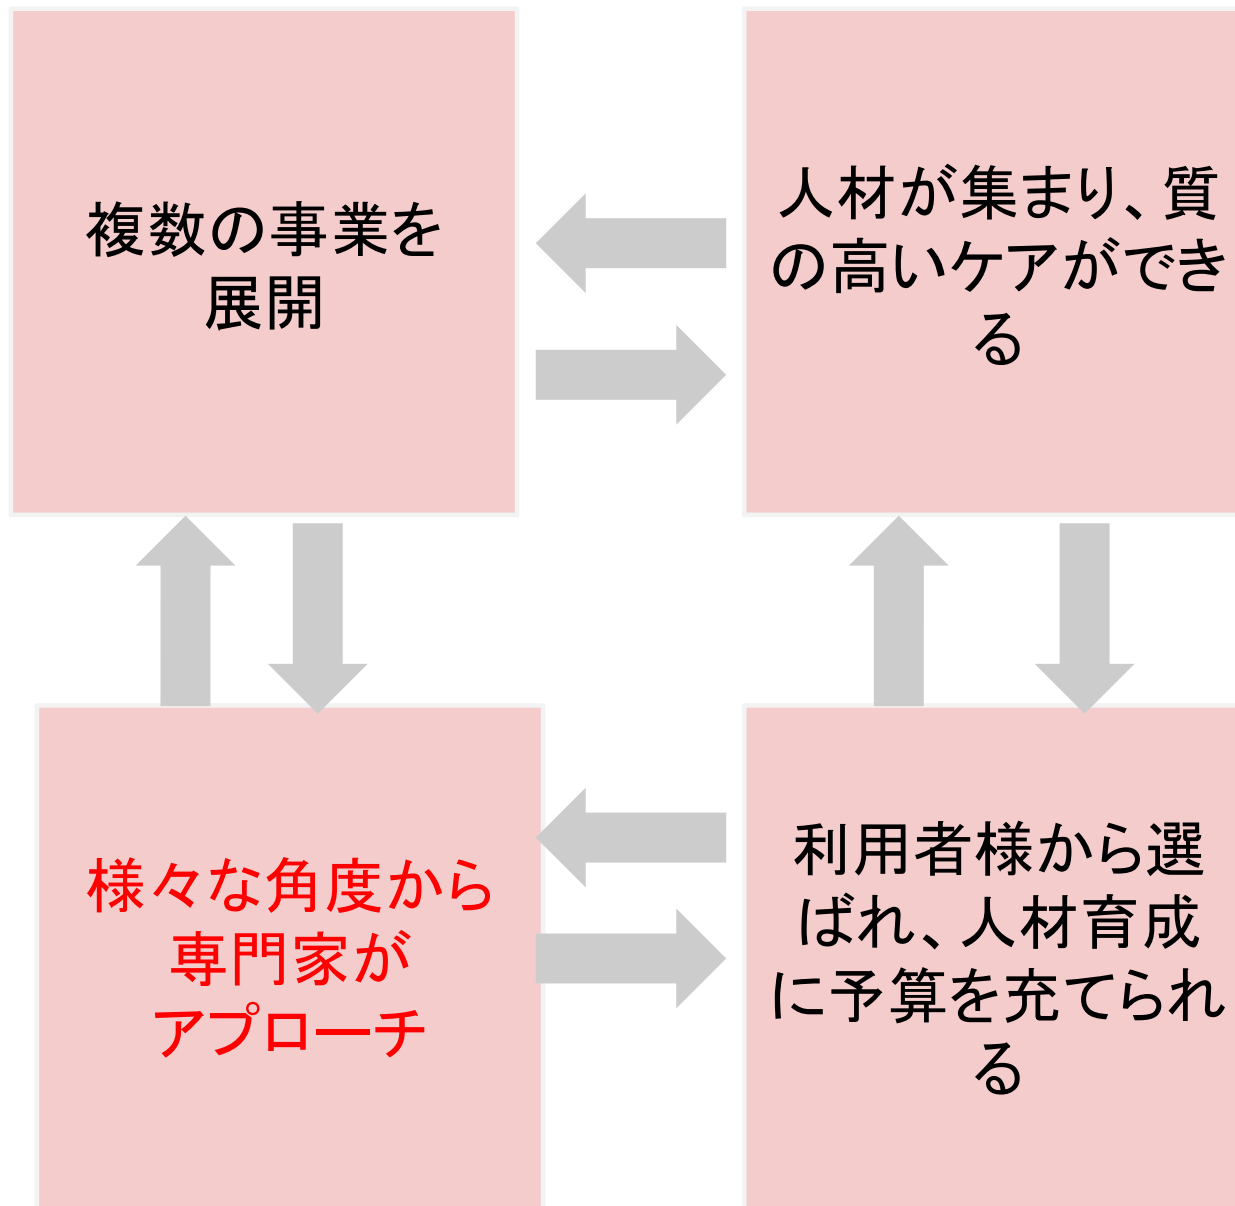 複数の事業を
展開
人材が集まり、質
の高いケアができ
る
様々な角度から
専門家が
アプローチ
利用者様から選
ばれ、人材育成
に予算を充てられ
る